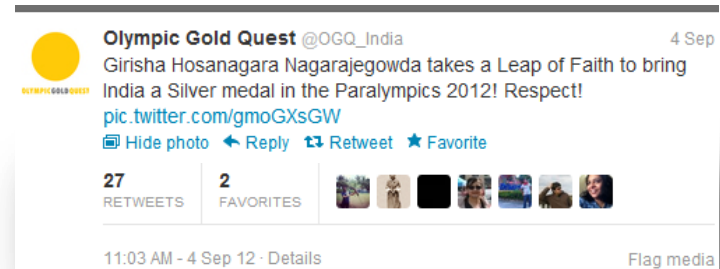 Olympic Gold Quest @OGQ_India 4 Sep
Girisha Hosanagara Nagarajegowda takes a Leap of Faith to bring
India a Silver medal in the Paralympics 2012! Respect!
pic.twitter.com/gmoGXsGW
OLYMPICGOLDQUEST
Hide photo Reply Retweet Favorite
27 2
RETWEETS FAVORITES
11:03 AM - 4 Sep 12 · Details Flag media